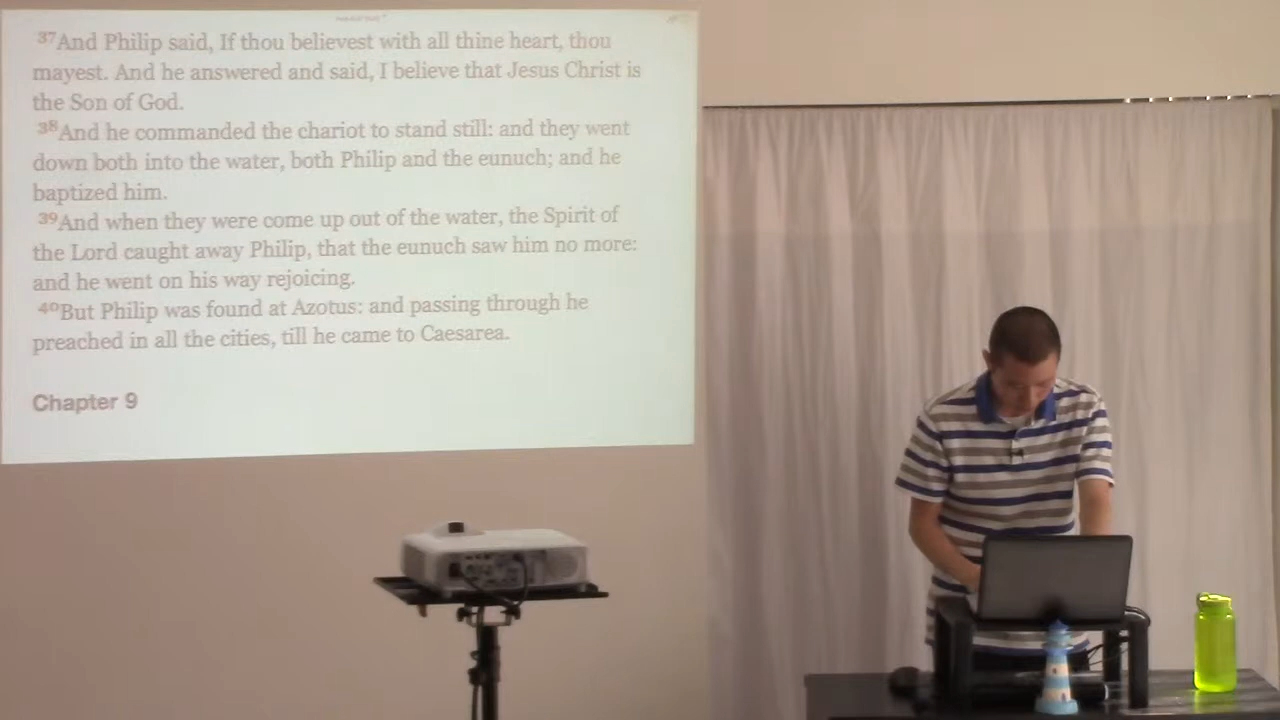 37And Philip said, If thou believest with all thine heart, thou
mayest. And he answered and said, I believe that Jesus Christ is
the Son of God.
38And he commanded the chariot to stand still: and they went
down both into the water, both Philip and the eunuch; and he
baptized him.
39And when they were come up out of the water, the Spirit of
the Lord caught away Philip, that the eunuch saw him no more:
and he went on his way rejoicing.
40But Philip was found at Azotus: and passing through he
preached in all the cities, till he came to Caesarea.
Chapter 9